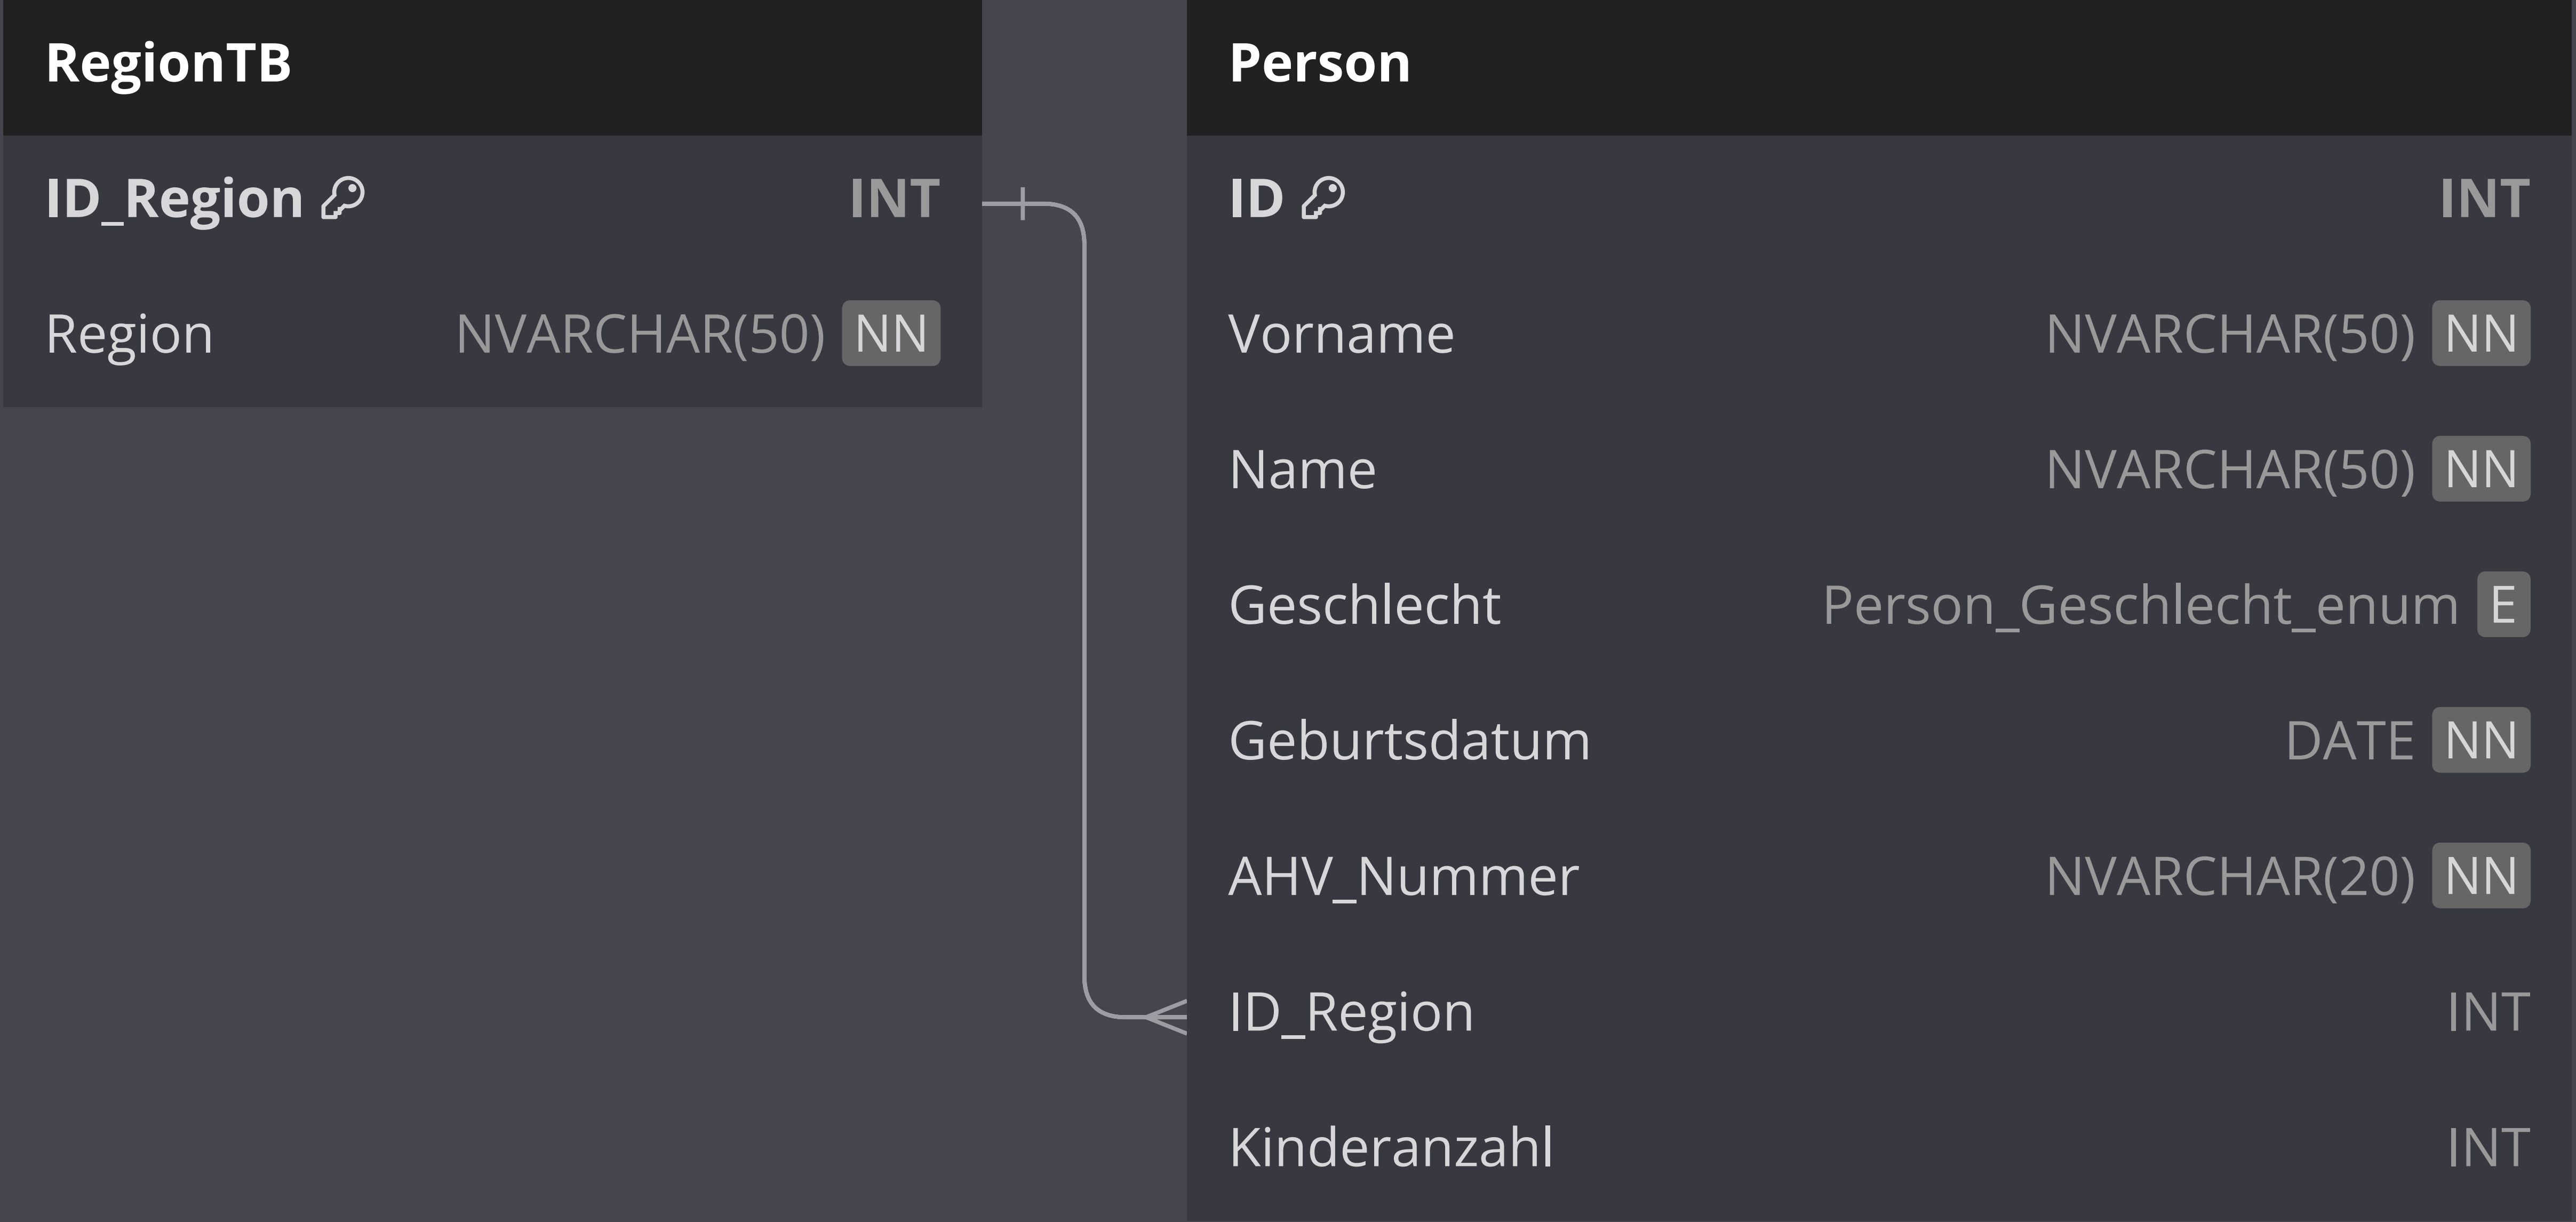 RegionTB
ID_Region INT
Region NVARCHAR(50) NN
Person
ID INT
Vorname NVARCHAR(50) NN
Name NVARCHAR(50) NN
Geschlecht Person_Geschlecht_enum E
Geburtsdatum DATE NN
AHV_Nummer NVARCHAR(20) NN
ID_Region INT
Kinderanzahl INT